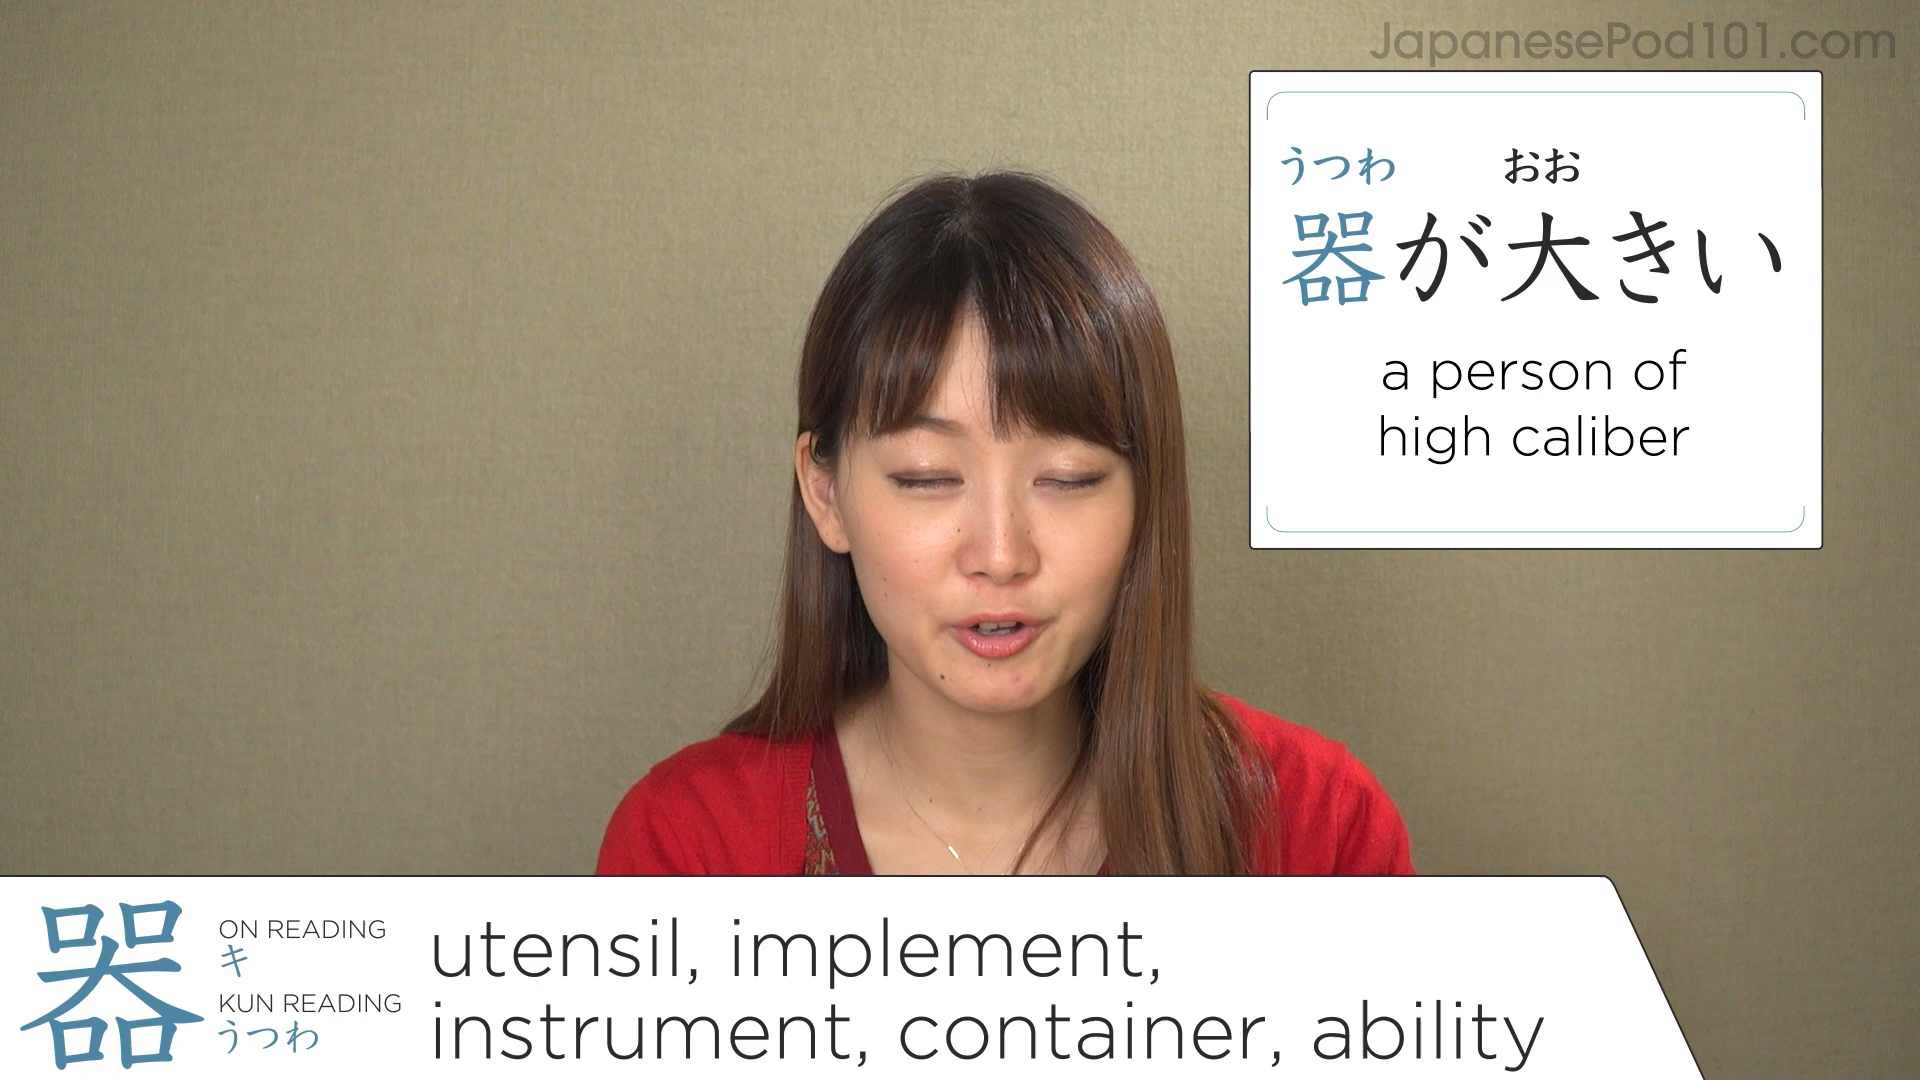 JapanesePod101.com
うつわ おお
器が大きい
a person of
high caliber
器
ON READING
キ
KUN READING
うつわ
utensil, implement,
instrument, container, ability